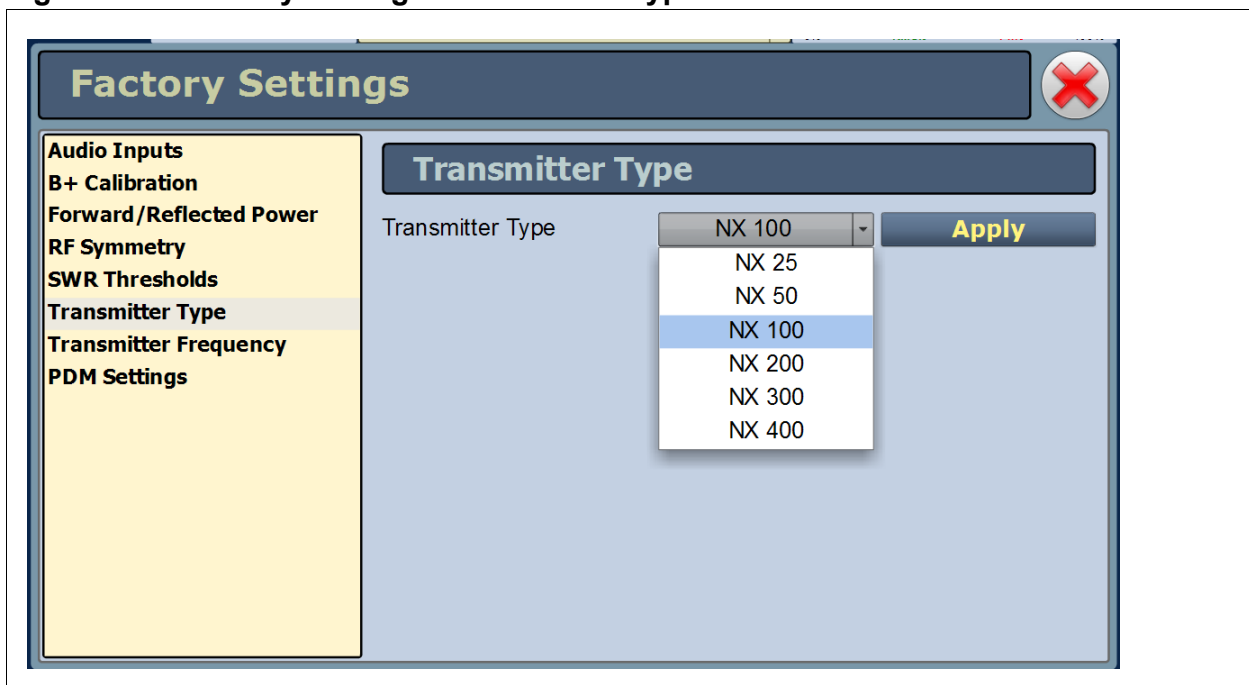 Factory Settings
Audio Inputs
B+ Calibration
Forward/Reflected Power
RF Symmetry
SWR Thresholds
Transmitter Type
Transmitter Frequency
PDM Settings
Transmitter Type
Transmitter Type
NX 100
Apply
NX 25
NX 50
NX 100
NX 200
NX 300
NX 400